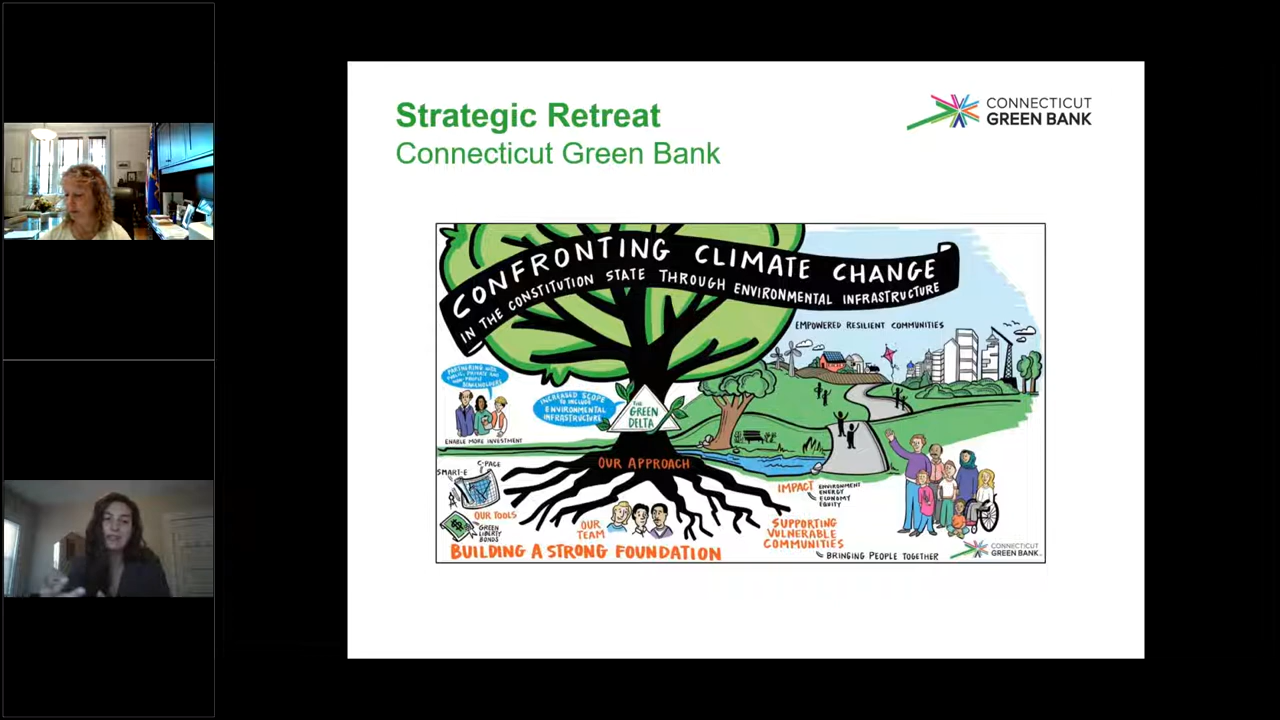 Strategic Retreat
Connecticut Green Bank
CONNECTICUT
GREEN BANK
CONFRONTING CLIMATE CHANGE
IN THE CONSTITUTION STATE THROUGH ENVIRONMENTAL INFRASTRUCTURE
EMPOWERED RESILIENT COMMUNITIES
PARTNERING WITH
PUBLIC, PRIVATE AND
NON-PROFIT
STAKEHOLDERS
ENABLE MORE INVESTMENT
INCREASED SCOPE
TO INCLUDE
ENVIRONMENTAL
INFRASTRUCTURE
THE
GREEN
DELTA
OUR APPROACH
SMART-E
C-PACE
OUR TOOLS
GREEN
LIBERTY
BONDS
OUR
TEAM
BUILDING A STRONG FOUNDATION
IMPACT
ENVIRONMENT
ENERGY
ECONOMY
EQUITY
SUPPORTING
VULNERABLE
COMMUNITIES
BRINGING PEOPLE TOGETHER
CONNECTICUT
GREEN BANK